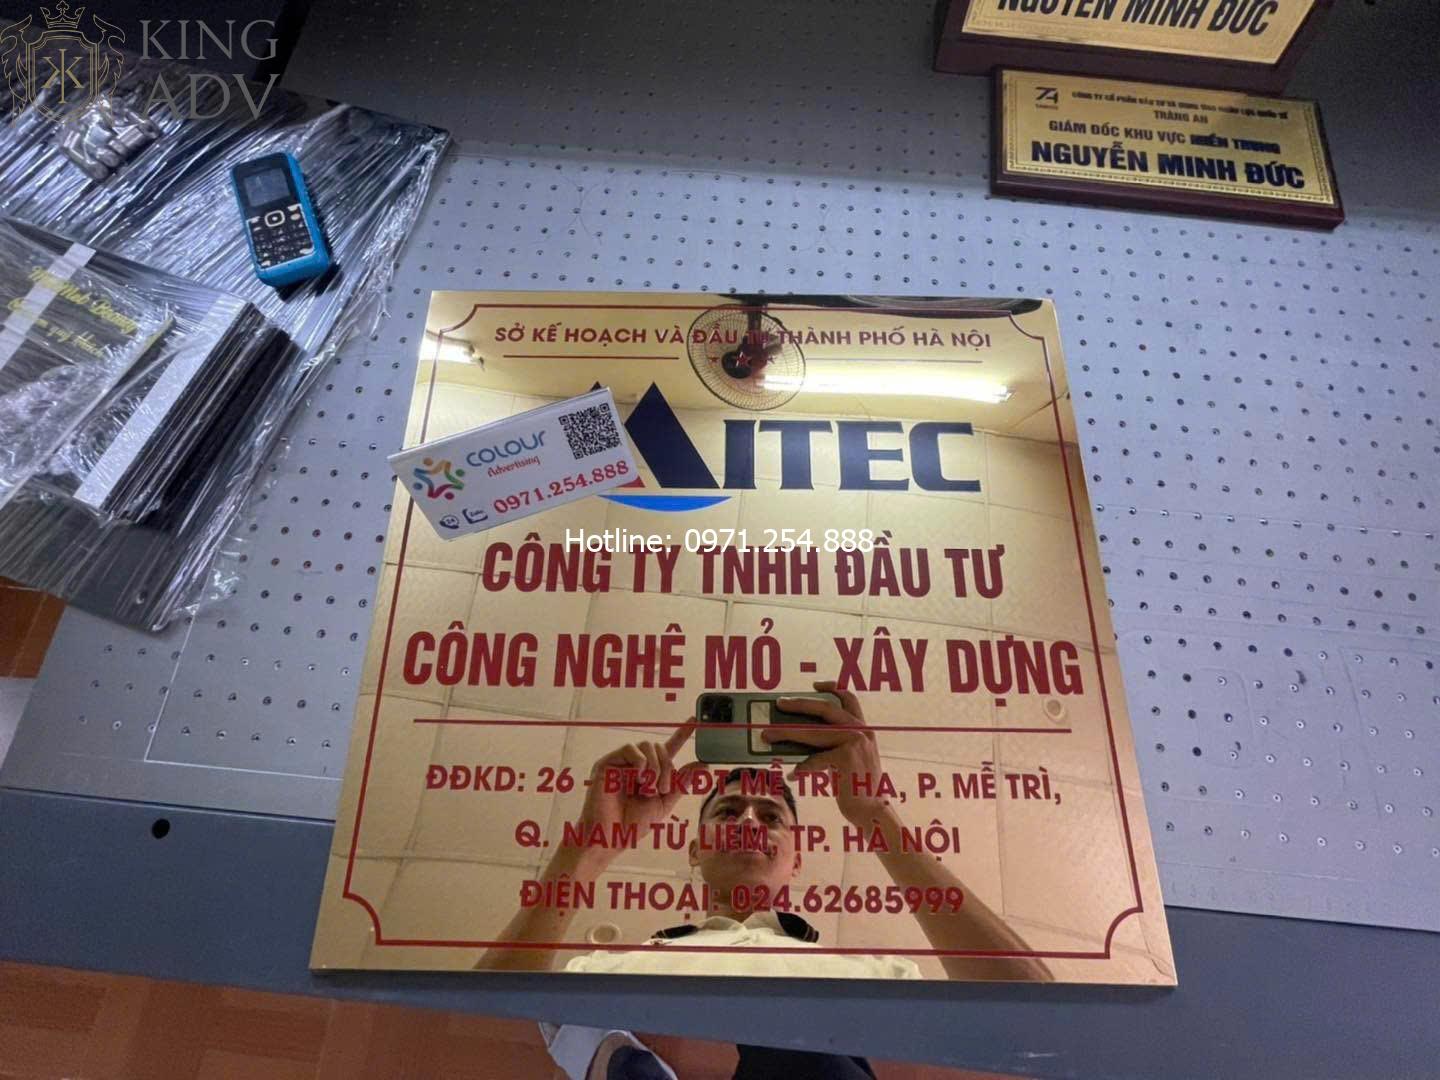 KING
ADV
NGUYỄN MINH ĐỨC
TRÀNG AN
GIÁM ĐỐC KHU VỰC MIỀN TRUNG
NGUYỄN MINH ĐỨC
SỞ KẾ HOẠCH VÀ ĐẦU TƯ THÀNH PHỐ HÀ NỘI
ITEC
COLOUR
Advertising
0971.254.888
Hotline: 0971.254.888
CÔNG TY TNHH ĐẦU TƯ
CÔNG NGHỆ MỎ - XÂY DỰNG
ĐĐKD: 26 - BT2 KĐT MỄ TRÌ HẠ, P. MỄ TRÌ,
Q. NAM TỪ LIÊM, TP. HÀ NỘI
ĐIỆN THOẠI: 024.62685999